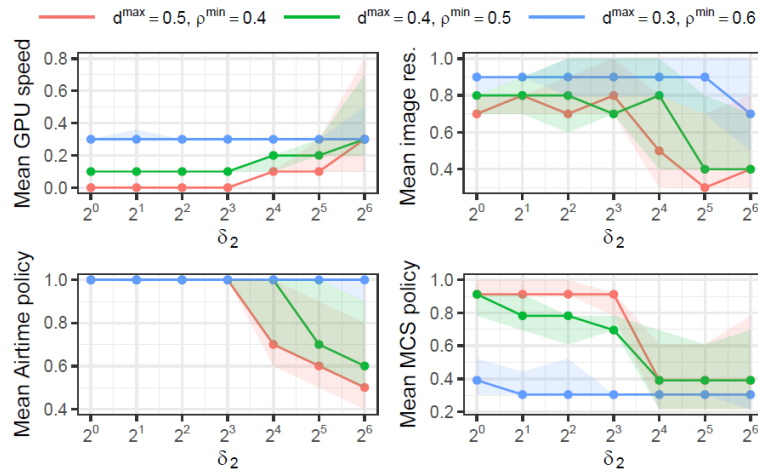 dmax = 0.5, ρmin = 0.4 dmax = 0.4, ρmin = 0.5 dmax = 0.3, ρmin = 0.6
Mean GPU speed
0.8
0.6
0.4
0.2
0.0
2^0 2^1 2^2 2^3 2^4 2^5 2^6
δ2
Mean image res.
1.0
0.8
0.6
0.4
2^0 2^1 2^2 2^3 2^4 2^5 2^6
δ2
Mean Airtime policy
1.0
0.8
0.6
0.4
2^0 2^1 2^2 2^3 2^4 2^5 2^6
δ2
Mean MCS policy
1.0
0.8
0.6
0.4
0.2
2^0 2^1 2^2 2^3 2^4 2^5 2^6
δ2